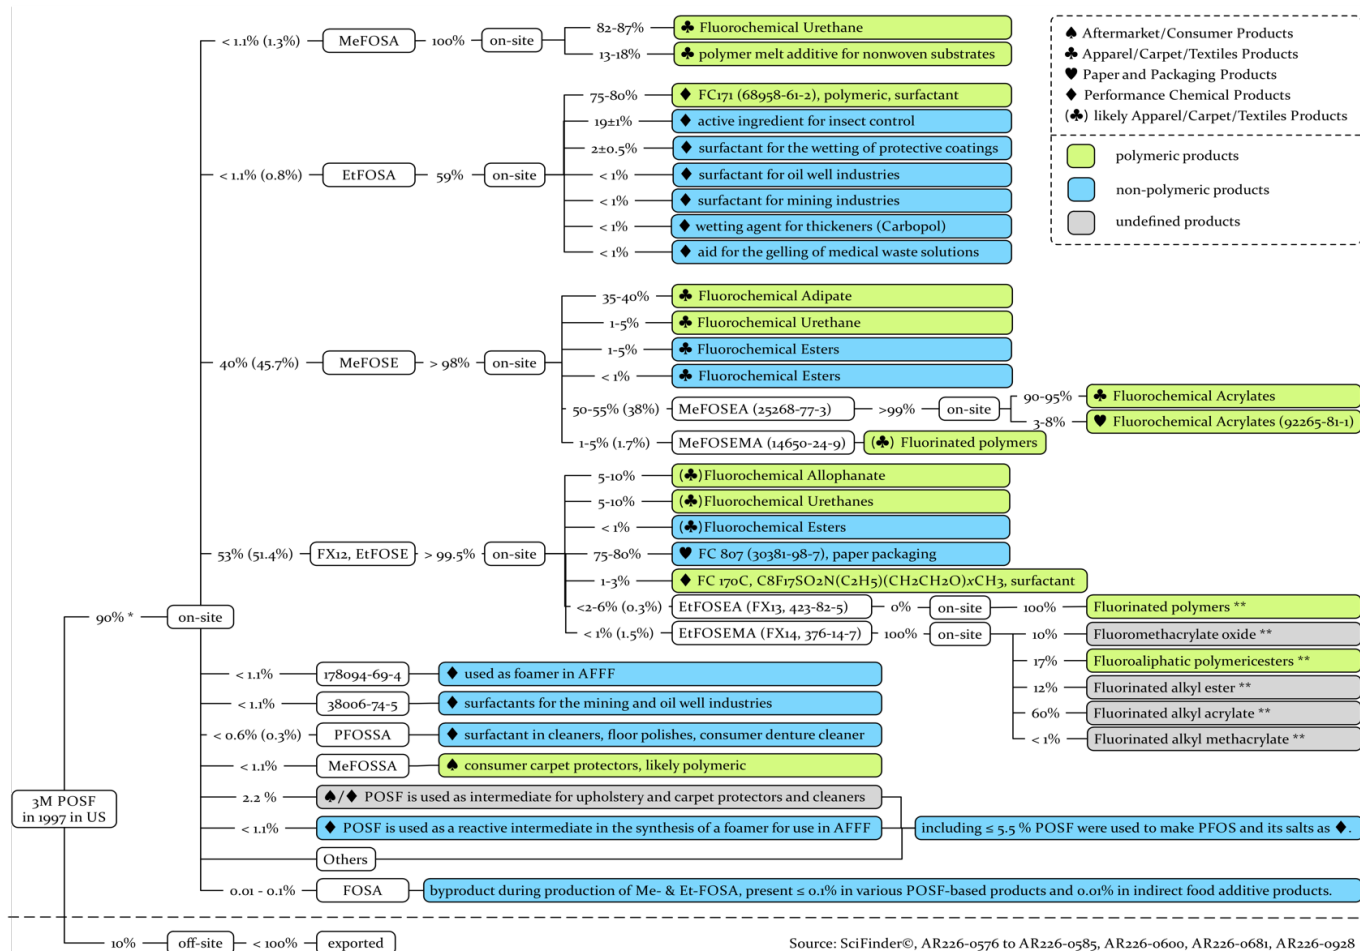 < 1.1% (1.3%) MeFOSA 100% on-site
82-87% ♣ Fluorochemical Urethane
13-18% ♣ polymer melt additive for nonwoven substrates
< 1.1% (0.8%) EtFOSA 59% on-site
75-80% ♦ FC171 (68958-61-2), polymeric, surfactant
19±1% ♦ active ingredient for insect control
2±0.5% ♦ surfactant for the wetting of protective coatings
< 1% ♦ surfactant for oil well industries
< 1% ♦ surfactant for mining industries
< 1% ♦ wetting agent for thickeners (Carbopol)
< 1% ♦ aid for the gelling of medical waste solutions
♠ Aftermarket/Consumer Products
♣ Apparel/Carpet/Textiles Products
♥ Paper and Packaging Products
♦ Performance Chemical Products
(♣) likely Apparel/Carpet/Textiles Products
polymeric products
non-polymeric products
undefined products
40% (45.7%) MeFOSE > 98% on-site
35-40% ♣ Fluorochemical Adipate
1-5% ♣ Fluorochemical Urethane
1-5% ♣ Fluorochemical Esters
< 1% ♣ Fluorochemical Esters
50-55% (38%) MeFOSEA (25268-77-3) >99% on-site
90-95% ♣ Fluorochemical Acrylates
3-8% ♥ Fluorochemical Acrylates (92265-81-1)
1-5% (1.7%) MeFOSEMA (14650-24-9) (♣) Fluorinated polymers
53% (51.4%) FX12, EtFOSE > 99.5% on-site
5-10% (♣)Fluorochemical Allophanate
5-10% (♣)Fluorochemical Urethanes
< 1% (♣)Fluorochemical Esters
75-80% ♥ FC 807 (30381-98-7), paper packaging
1-3% ♦ FC 170C, C8F17SO2N(C2H5)(CH2CH2O)xCH3, surfactant
<2-6% (0.3%) EtFOSEA (FX13, 423-82-5) 0% on-site 100% Fluorinated polymers **
< 1% (1.5%) EtFOSEMA (FX14, 376-14-7) 100% on-site
10% Fluoromethacrylate oxide **
17% Fluoroaliphatic polymericesters **
12% Fluorinated alkyl ester **
60% Fluorinated alkyl acrylate **
< 1% Fluorinated alkyl methacrylate **
90% * on-site
< 1.1% 178094-69-4 ♦ used as foamer in AFFF
< 1.1% 38006-74-5 ♦ surfactants for the mining and oil well industries
< 0.6% (0.3%) PFOSSA ♦ surfactant in cleaners, floor polishes, consumer denture cleaner
< 1.1% MeFOSSA ♠ consumer carpet protectors, likely polymeric
3M POSF
in 1997 in US
2.2 % ♠/♦ POSF is used as intermediate for upholstery and carpet protectors and cleaners
< 1.1% ♦ POSF is used as a reactive intermediate in the synthesis of a foamer for use in AFFF
including ≤ 5.5 % POSF were used to make PFOS and its salts as ♦.
Others
0.01 - 0.1% FOSA byproduct during production of Me- & Et-FOSA, present ≤ 0.1% in various POSF-based products and 0.01% in indirect food additive products.
10% off-site < 100% exported
Source: SciFinder©, AR226-0576 to AR226-0585, AR226-0600, AR226-0681, AR226-0928